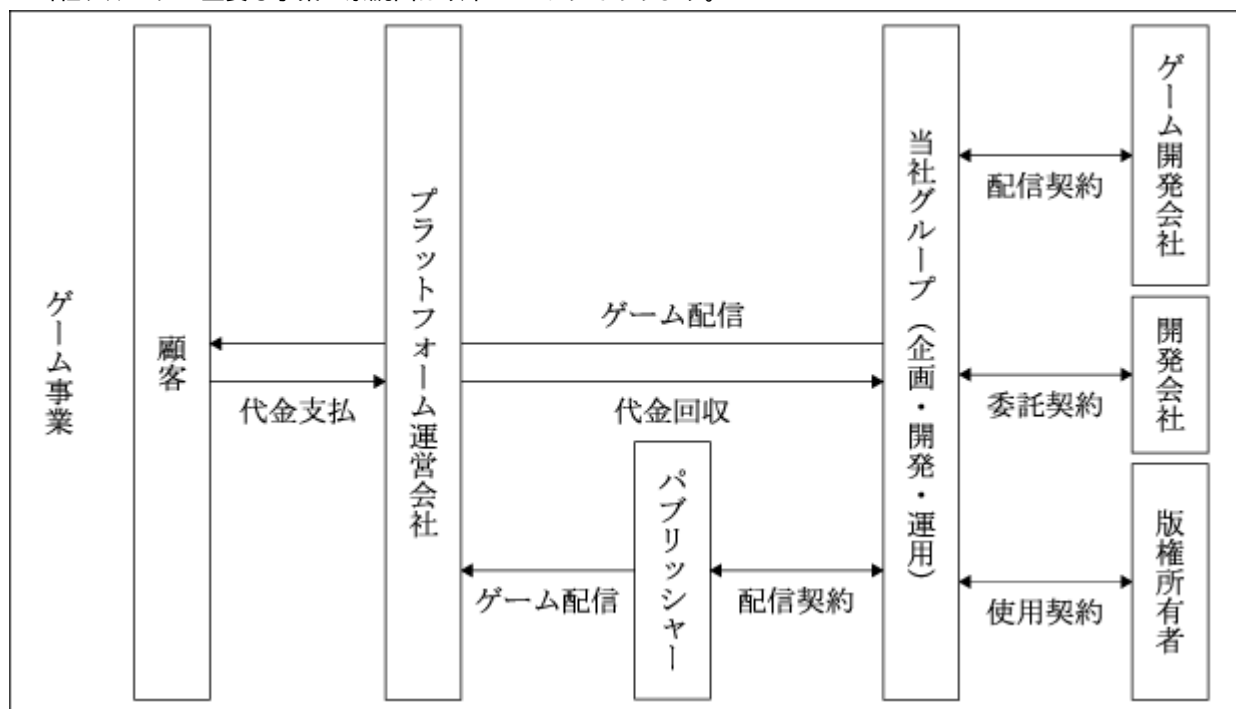 ゲーム事業
顧客
プラットフォーム運営会社
当社グループ（企画・開発・運用）
ゲーム開発会社
配信契約
ゲーム配信
代金支払
代金回収
開発会社
委託契約
パブリッシャー
ゲーム配信
配信契約
版権所有者
使用契約